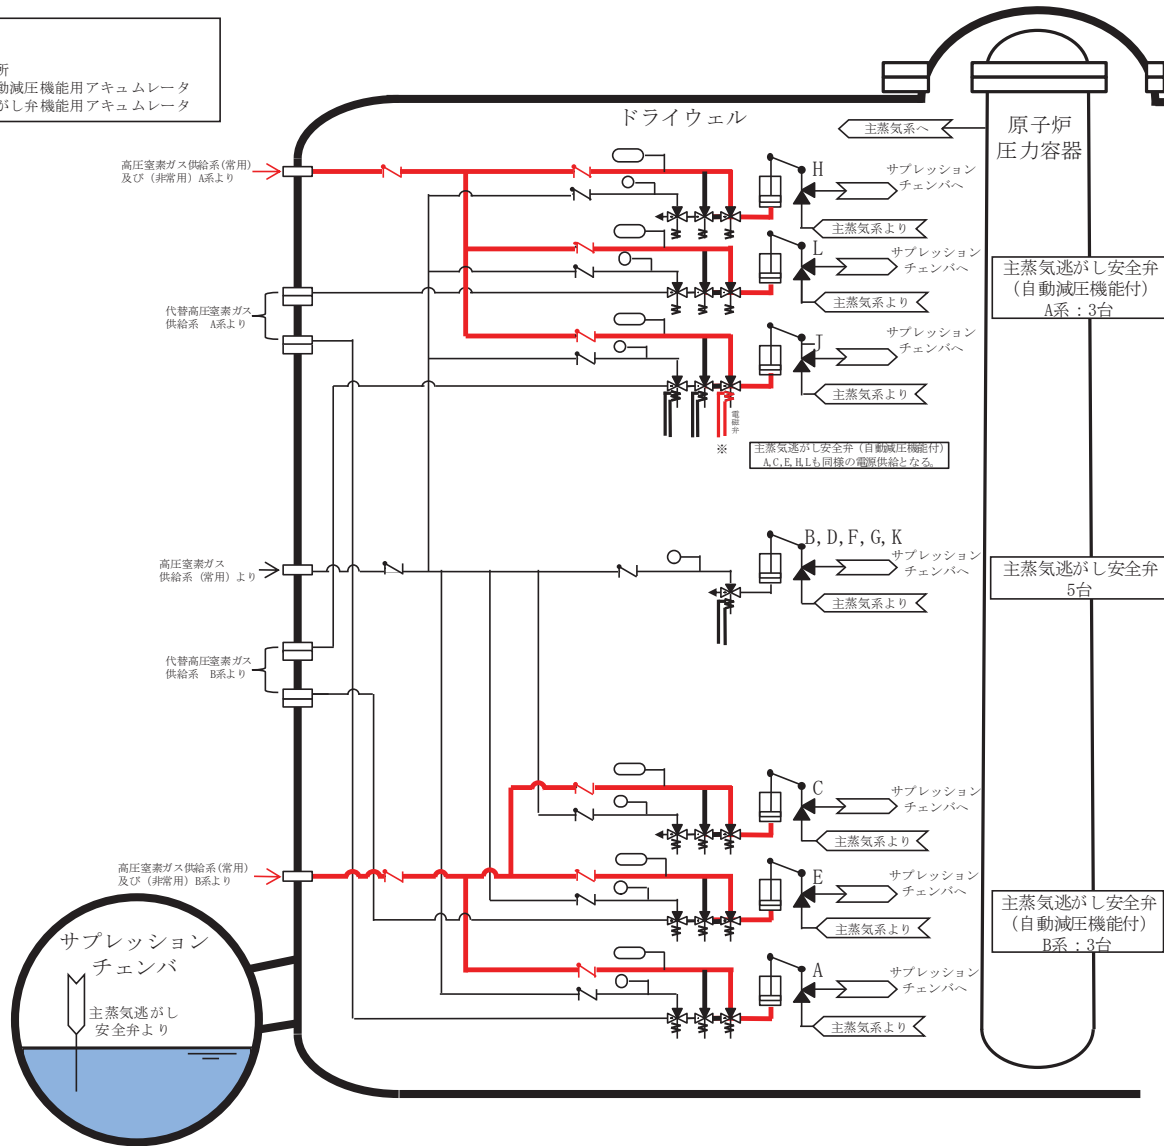 所
動減圧機能用アキュムレータ
がし弁機能用アキュムレータ
ドライウェル
主蒸気系へ
原子炉
圧力容器
高圧窒素ガス供給系(常用)
及び（非常用）A系より
H
サプレッション
チェンバへ
主蒸気系より
L
サプレッション
チェンバへ
主蒸気系より
主蒸気逃がし安全弁
（自動減圧機能付）
A系：3台
代替高圧窒素ガス
供給系　A系より
J
サプレッション
チェンバへ
主蒸気系より
電磁弁
※
主蒸気逃がし安全弁（自動減圧機能付）
A,C,E,H,Lも同様の電源供給となる。
B,D,F,G,K
サプレッション
チェンバへ
主蒸気系より
主蒸気逃がし安全弁
5台
高圧窒素ガス
供給系（常用）より
代替高圧窒素ガス
供給系　B系より
C
サプレッション
チェンバへ
主蒸気系より
高圧窒素ガス供給系(常用)
及び（非常用）B系より
E
サプレッション
チェンバへ
主蒸気系より
主蒸気逃がし安全弁
（自動減圧機能付）
B系：3台
A
サプレッション
チェンバへ
主蒸気系より
サプレッション
チェンバ
主蒸気逃がし
安全弁より